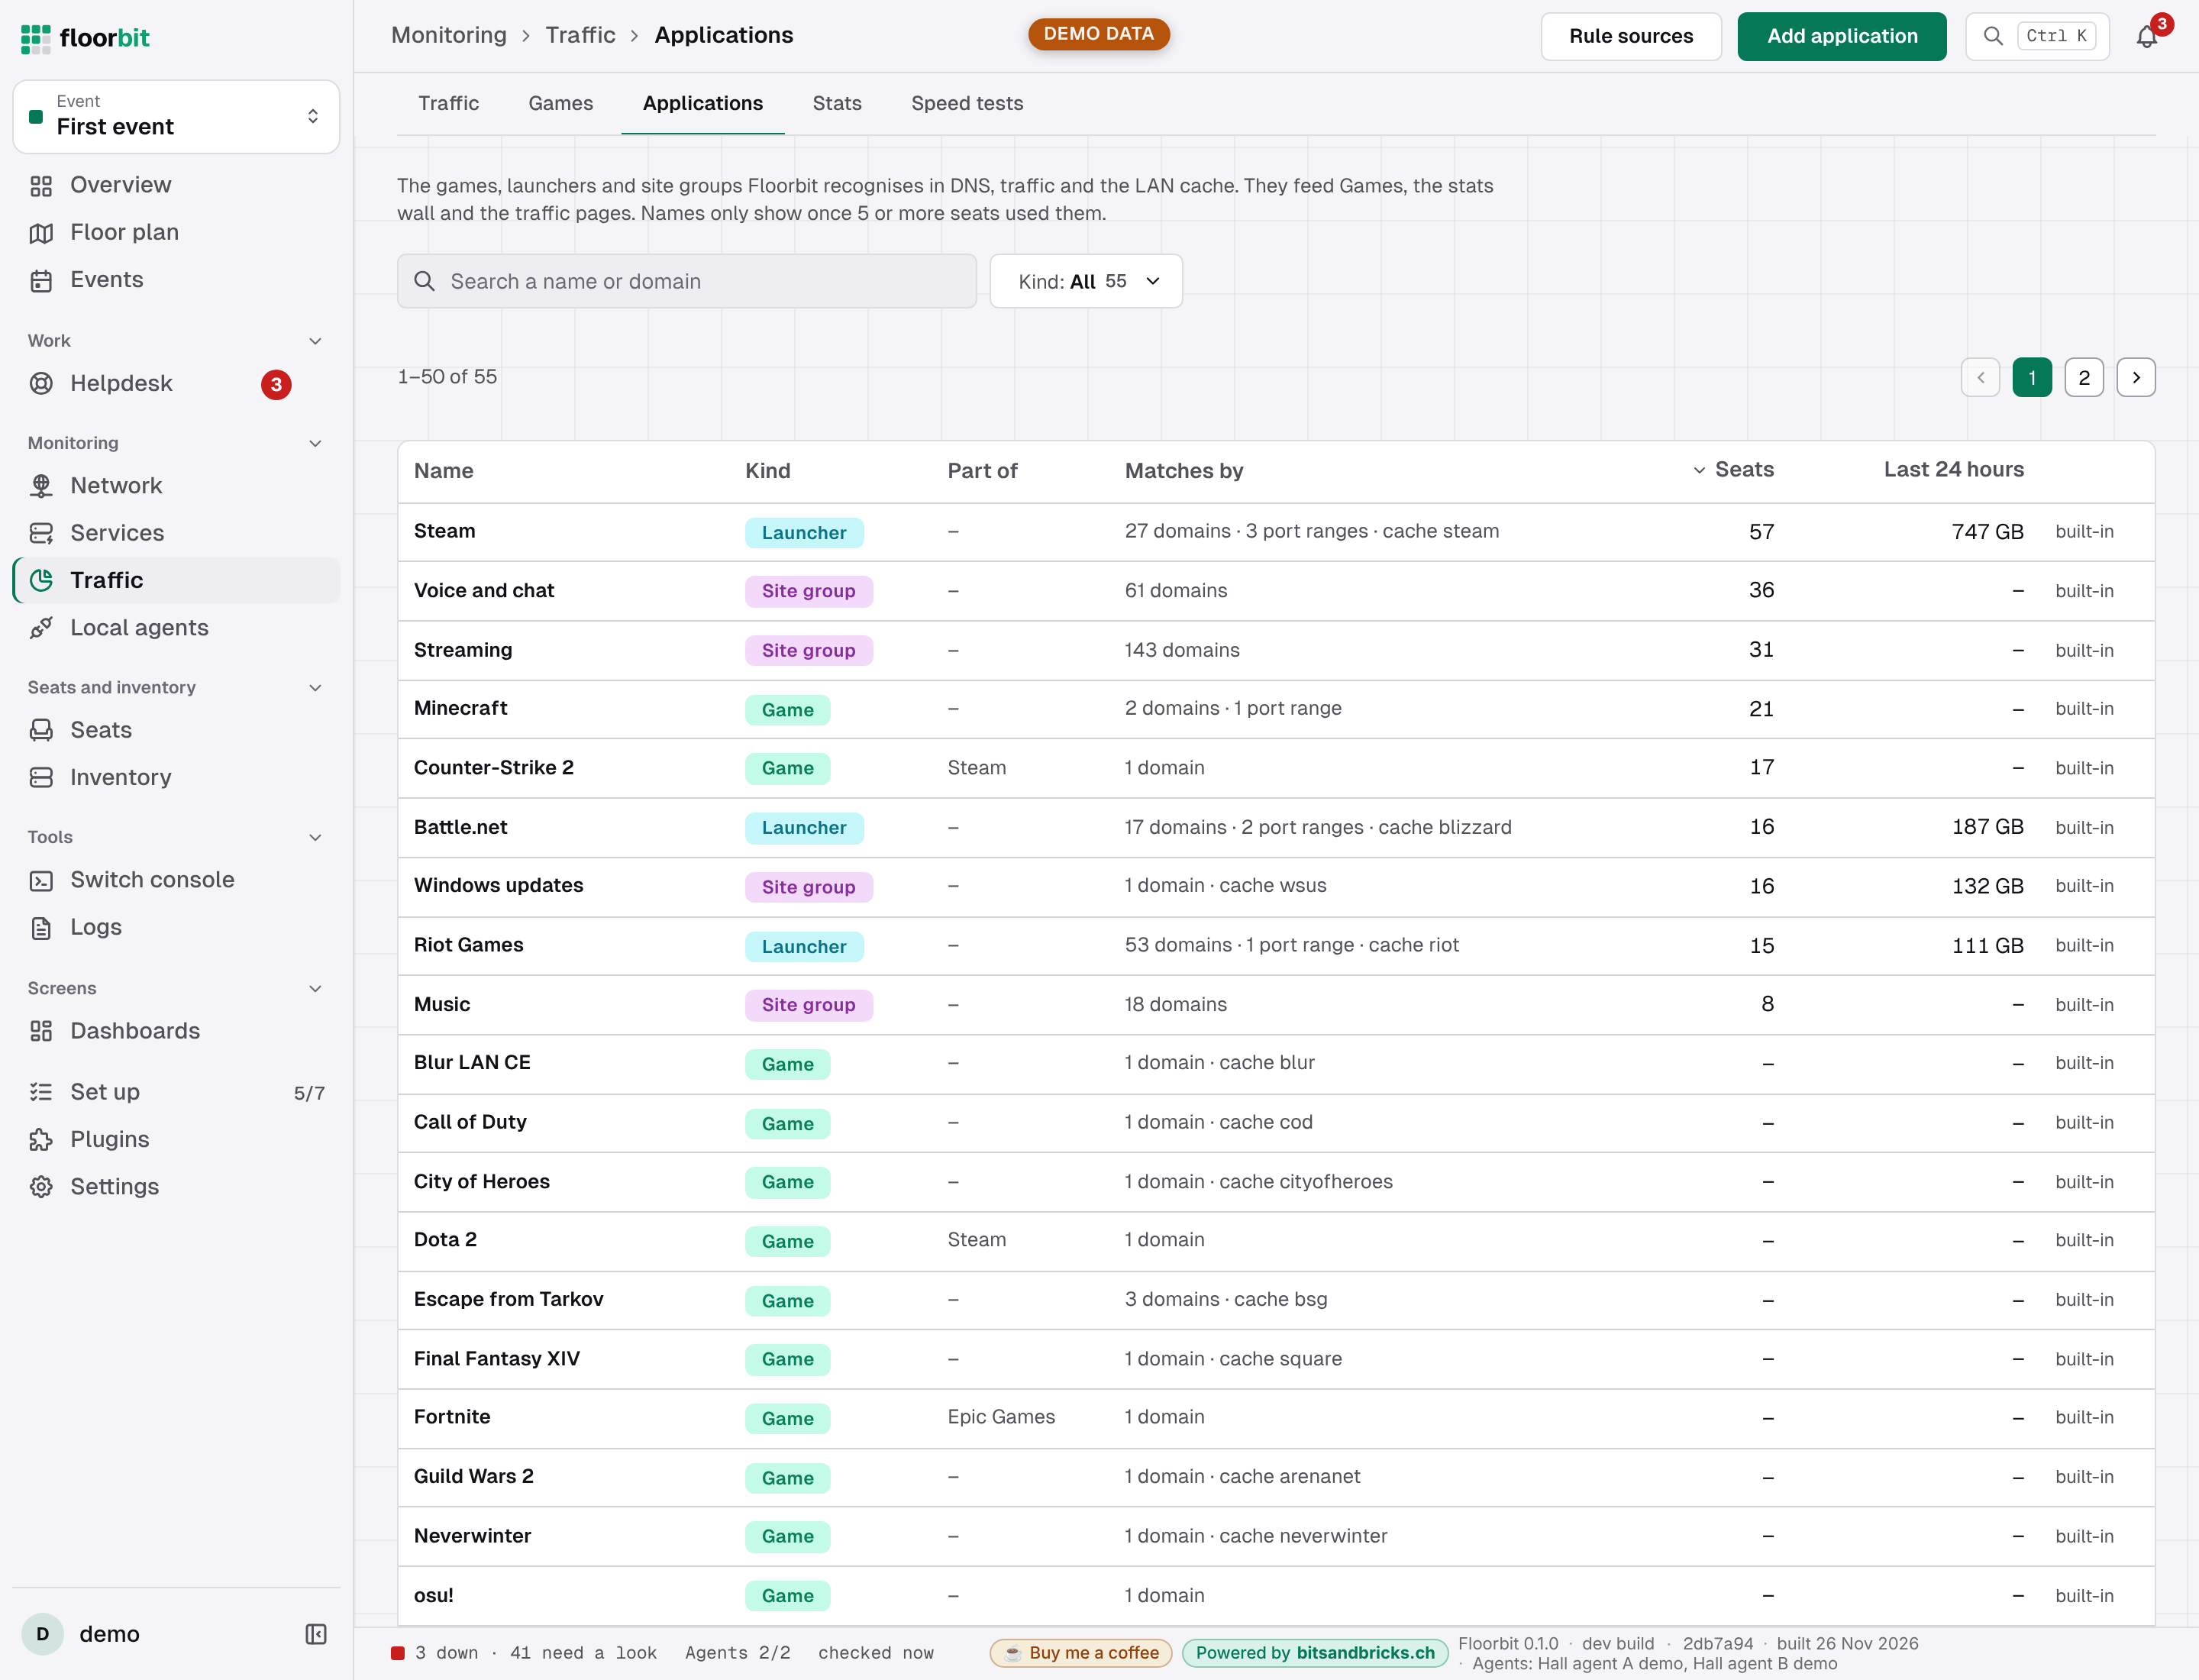 floorbit
Event
First event
Overview
Floor plan
Events
Work
Helpdesk 3
Monitoring
Network
Services
Traffic
Local agents
Seats and inventory
Seats
Inventory
Tools
Switch console
Logs
Screens
Dashboards
Set up 5/7
Plugins
Settings
D demo
Monitoring > Traffic > Applications
DEMO DATA
Rule sources
Add application
Ctrl K
3
Traffic Games Applications Stats Speed tests
The games, launchers and site groups Floorbit recognises in DNS, traffic and the LAN cache. They feed Games, the stats
wall and the traffic pages. Names only show once 5 or more seats used them.
Search a name or domain
Kind: All 55
1–50 of 55
1 2
Name Kind Part of Matches by Seats Last 24 hours
Steam Launcher – 27 domains · 3 port ranges · cache steam 57 747 GB built-in
Voice and chat Site group – 61 domains 36 – built-in
Streaming Site group – 143 domains 31 – built-in
Minecraft Game – 2 domains · 1 port range 21 – built-in
Counter-Strike 2 Game Steam 1 domain 17 – built-in
Battle.net Launcher – 17 domains · 2 port ranges · cache blizzard 16 187 GB built-in
Windows updates Site group – 1 domain · cache wsus 16 132 GB built-in
Riot Games Launcher – 53 domains · 1 port range · cache riot 15 111 GB built-in
Music Site group – 18 domains 8 – built-in
Blur LAN CE Game – 1 domain · cache blur – – built-in
Call of Duty Game – 1 domain · cache cod – – built-in
City of Heroes Game – 1 domain · cache cityofheroes – – built-in
Dota 2 Game Steam 1 domain – – built-in
Escape from Tarkov Game – 3 domains · cache bsg – – built-in
Final Fantasy XIV Game – 1 domain · cache square – – built-in
Fortnite Game Epic Games 1 domain – – built-in
Guild Wars 2 Game – 1 domain · cache arenanet – – built-in
Neverwinter Game – 1 domain · cache neverwinter – – built-in
osu! Game – 1 domain – – built-in
3 down · 41 need a look Agents 2/2 checked now
Buy me a coffee
Powered by bitsandbricks.ch
Floorbit 0.1.0 · dev build · 2db7a94 · built 26 Nov 2026
· Agents: Hall agent A demo, Hall agent B demo